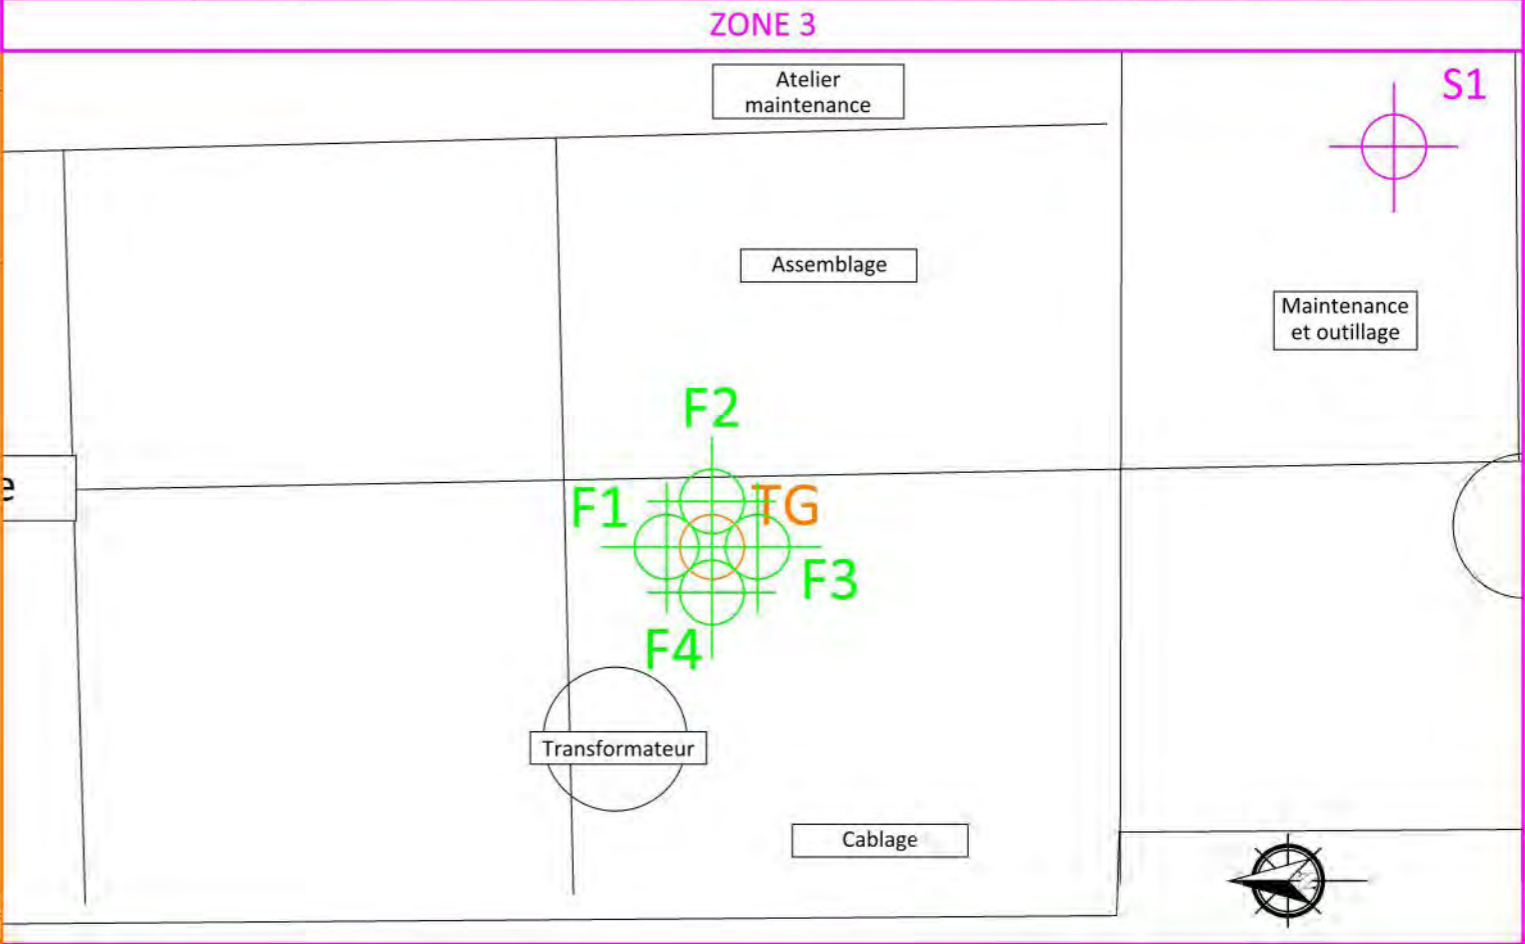 ZONE 3
Atelier
maintenance
S1
Assemblage
Maintenance
et outillage
F2
e
F1
TG
F3
F4
Transformateur
Cablage